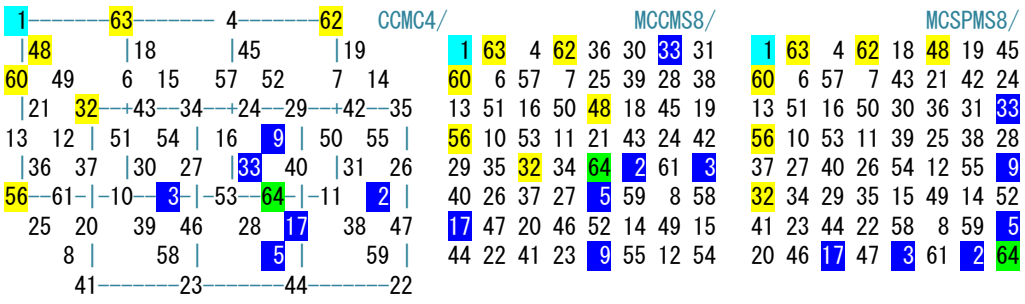 1-------63------- 4-------62 CCMC4/ MCCMS8/ MCSPMS8/
|48 |18 |45 |19 1 63 4 62 36 30 33 31 1 63 4 62 18 48 19 45
60 49 6 15 57 52 7 14 60 6 57 7 25 39 28 38 60 6 57 7 43 21 42 24
|21 32--+43--34--+24--29--+42--35 13 51 16 50 48 18 45 19 13 51 16 50 30 36 31 33
13 12| 51 54| 16 9| 50 55| 56 10 53 11 21 43 24 42 56 10 53 11 39 25 38 28
|36 37 |30 27 |33 40 |31 26 29 35 32 34 64 2 61 3 37 27 40 26 54 12 55 9
56--61-|-10-- 3-|-53--64-|-11 2| 40 26 37 27 5 59 8 58 32 34 29 35 15 49 14 52
25 20 39 46 28 17 38 47 17 47 20 46 52 14 49 15 41 23 44 22 58 8 59 5
8 | 58 | 5 | 59 | 44 22 41 23 9 55 12 54 20 46 17 47 3 61 2 64
41-------23-------44-------22